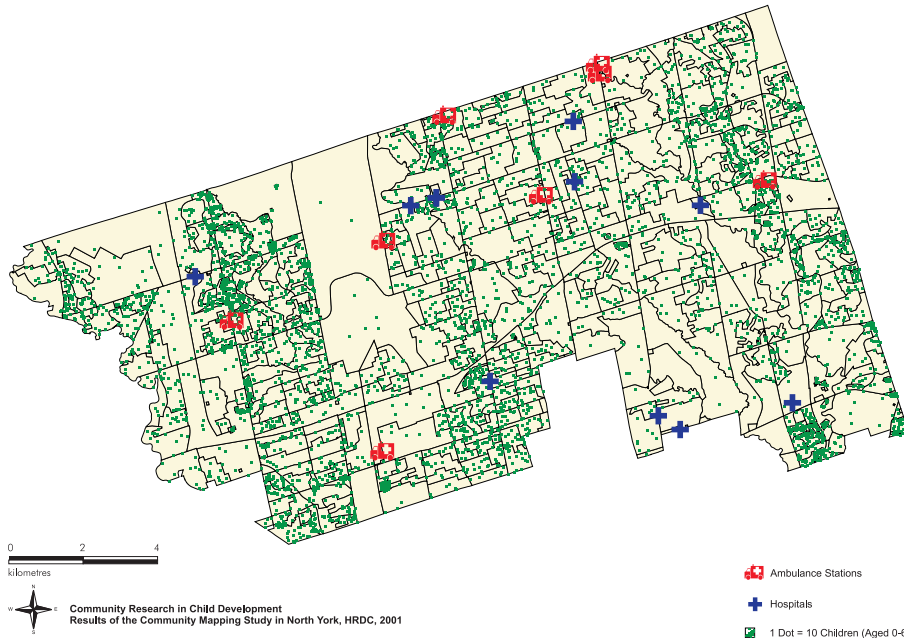 0 2 4
kilometres
N
W E
S
Community Research in Child Development
Results of the Community Mapping Study in North York, HRDC, 2001
Ambulance Stations
Hospitals
1 Dot = 10 Children (Aged 0-6